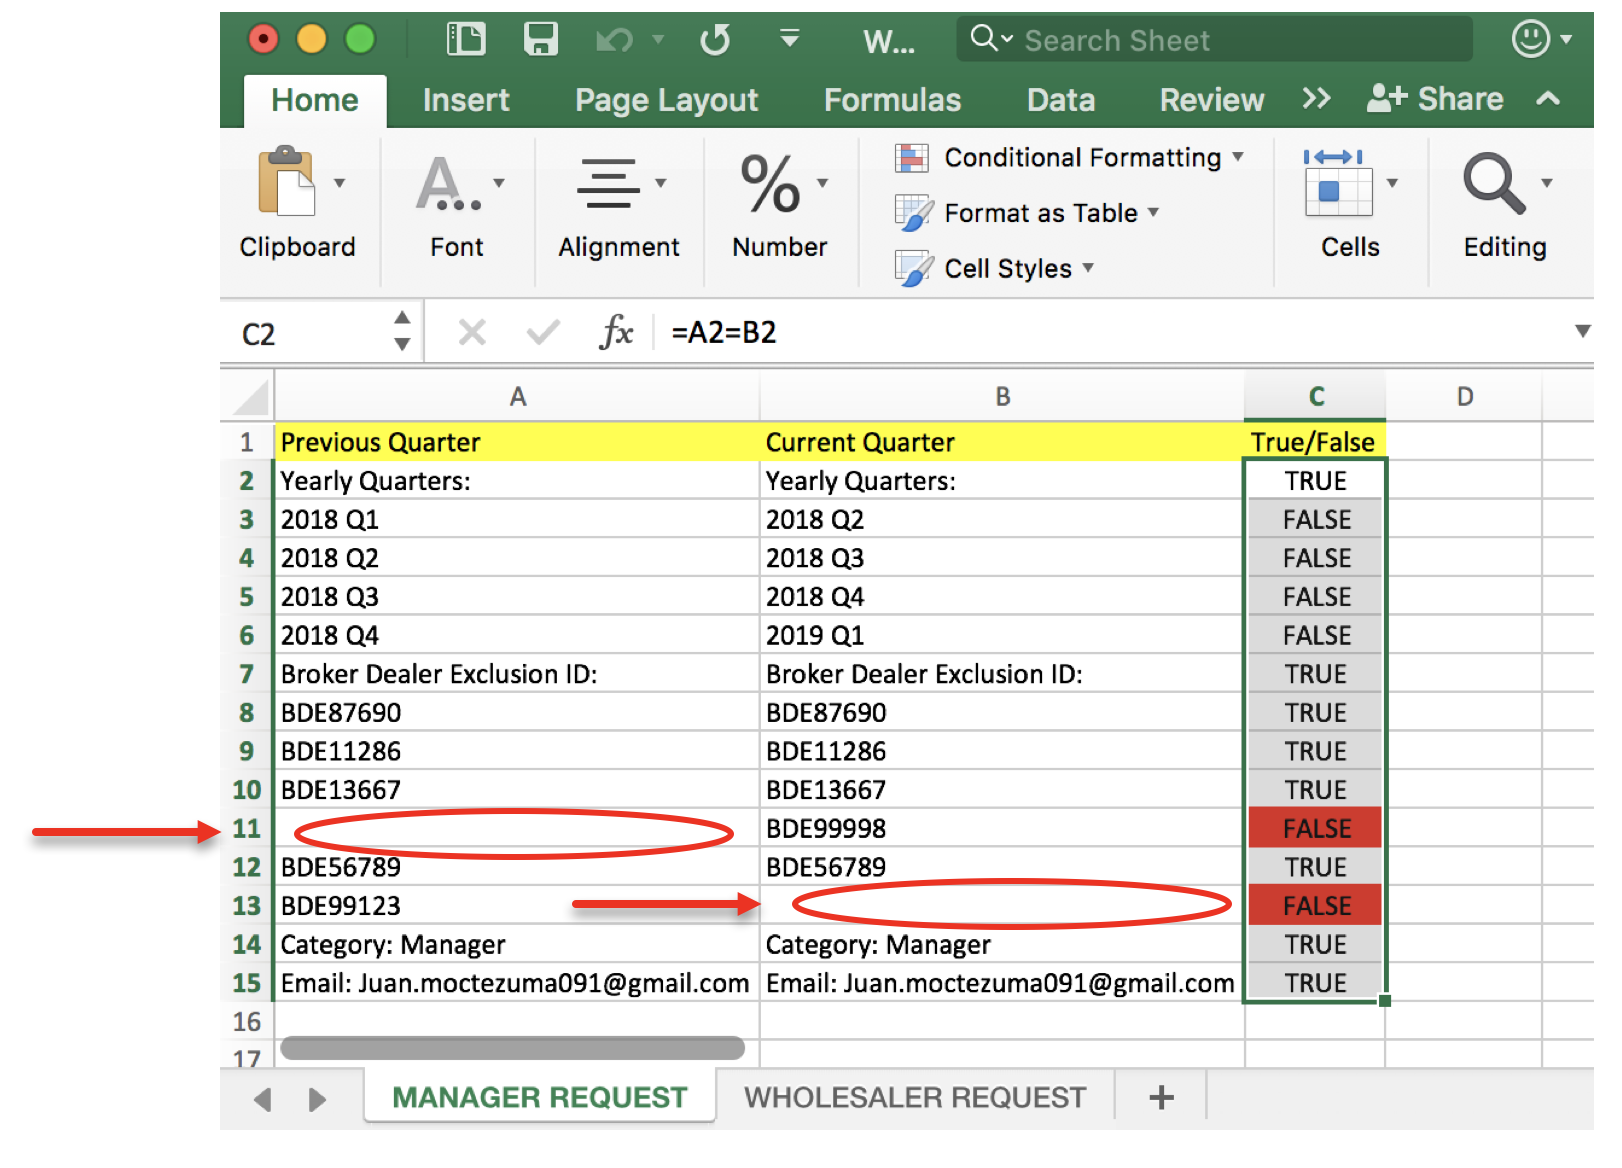 W... Search Sheet
Home Insert Page Layout Formulas Data Review >> Share
Clipboard Font Alignment % Number Conditional Formatting Format as Table Cell Styles Cells Editing
C2 fx =A2=B2
A B C D
1 Previous Quarter Current Quarter True/False
2 Yearly Quarters: Yearly Quarters: TRUE
3 2018 Q1 2018 Q2 FALSE
4 2018 Q2 2018 Q3 FALSE
5 2018 Q3 2018 Q4 FALSE
6 2018 Q4 2019 Q1 FALSE
7 Broker Dealer Exclusion ID: Broker Dealer Exclusion ID: TRUE
8 BDE87690 BDE87690 TRUE
9 BDE11286 BDE11286 TRUE
10 BDE13667 BDE13667 TRUE
11 BDE99998 FALSE
12 BDE56789 BDE56789 TRUE
13 BDE99123 FALSE
14 Category: Manager Category: Manager TRUE
15 Email: Juan.moctezuma091@gmail.com Email: Juan.moctezuma091@gmail.com TRUE
16
17
MANAGER REQUEST WHOLESALER REQUEST +